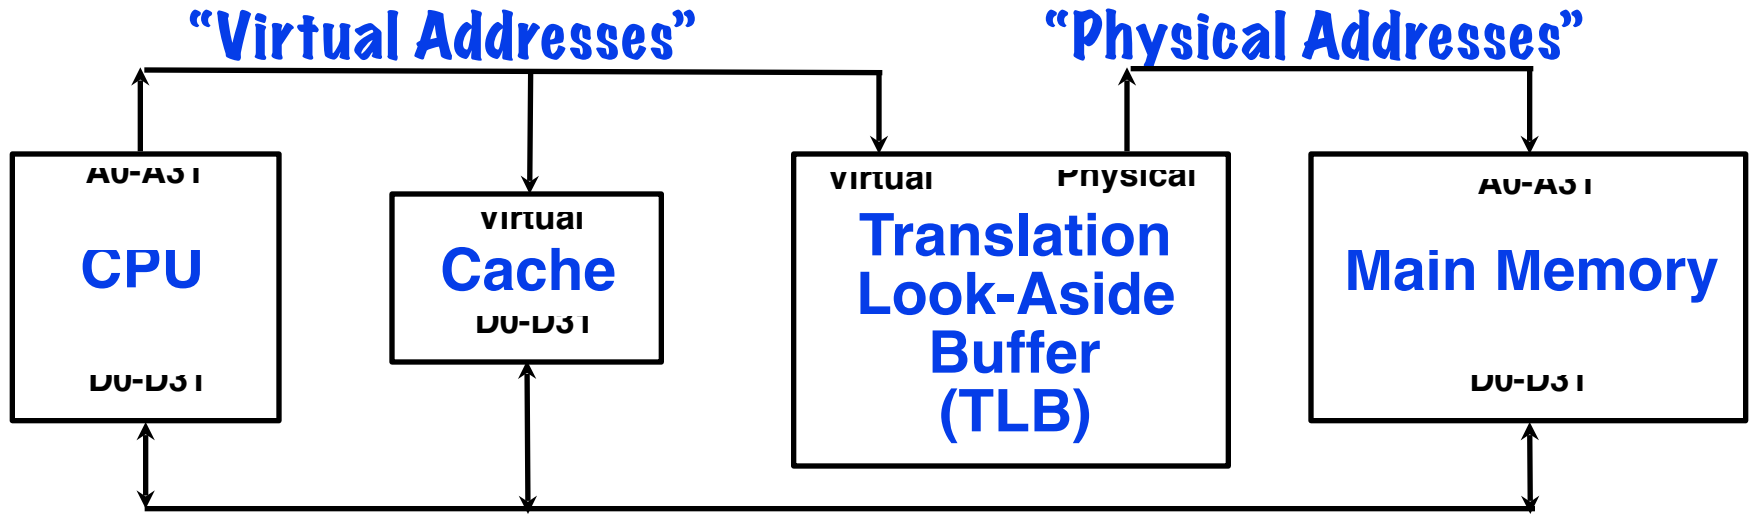 “Virtual Addresses”
“Physical Addresses”
A0-A31
CPU
D0-D31
Virtual
Cache
D0-D31
Virtual
Physical
Translation
Look-Aside
Buffer
(TLB)
A0-A31
Main Memory
D0-D31